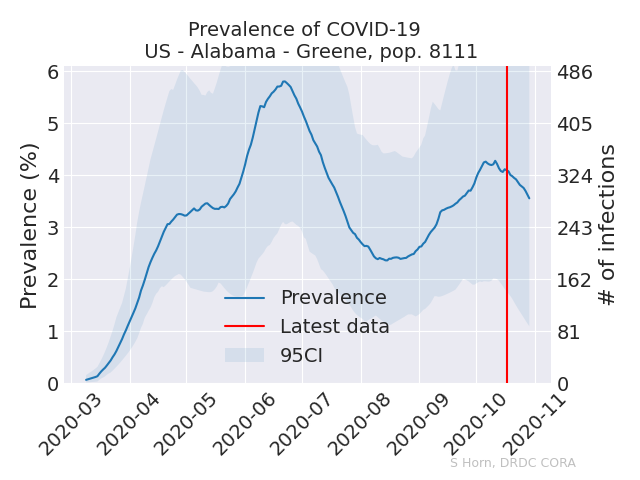 Prevalence of COVID-19
US - Alabama - Greene, pop. 8111
6
5
4
3
2
1
0
Prevalence (%)
486
405
324
243
162
81
0
# of infections
Prevalence
Latest data
95CI
2020-03
2020-04
2020-05
2020-06
2020-07
2020-08
2020-09
2020-10
2020-11
S Horn, DRDC CORA